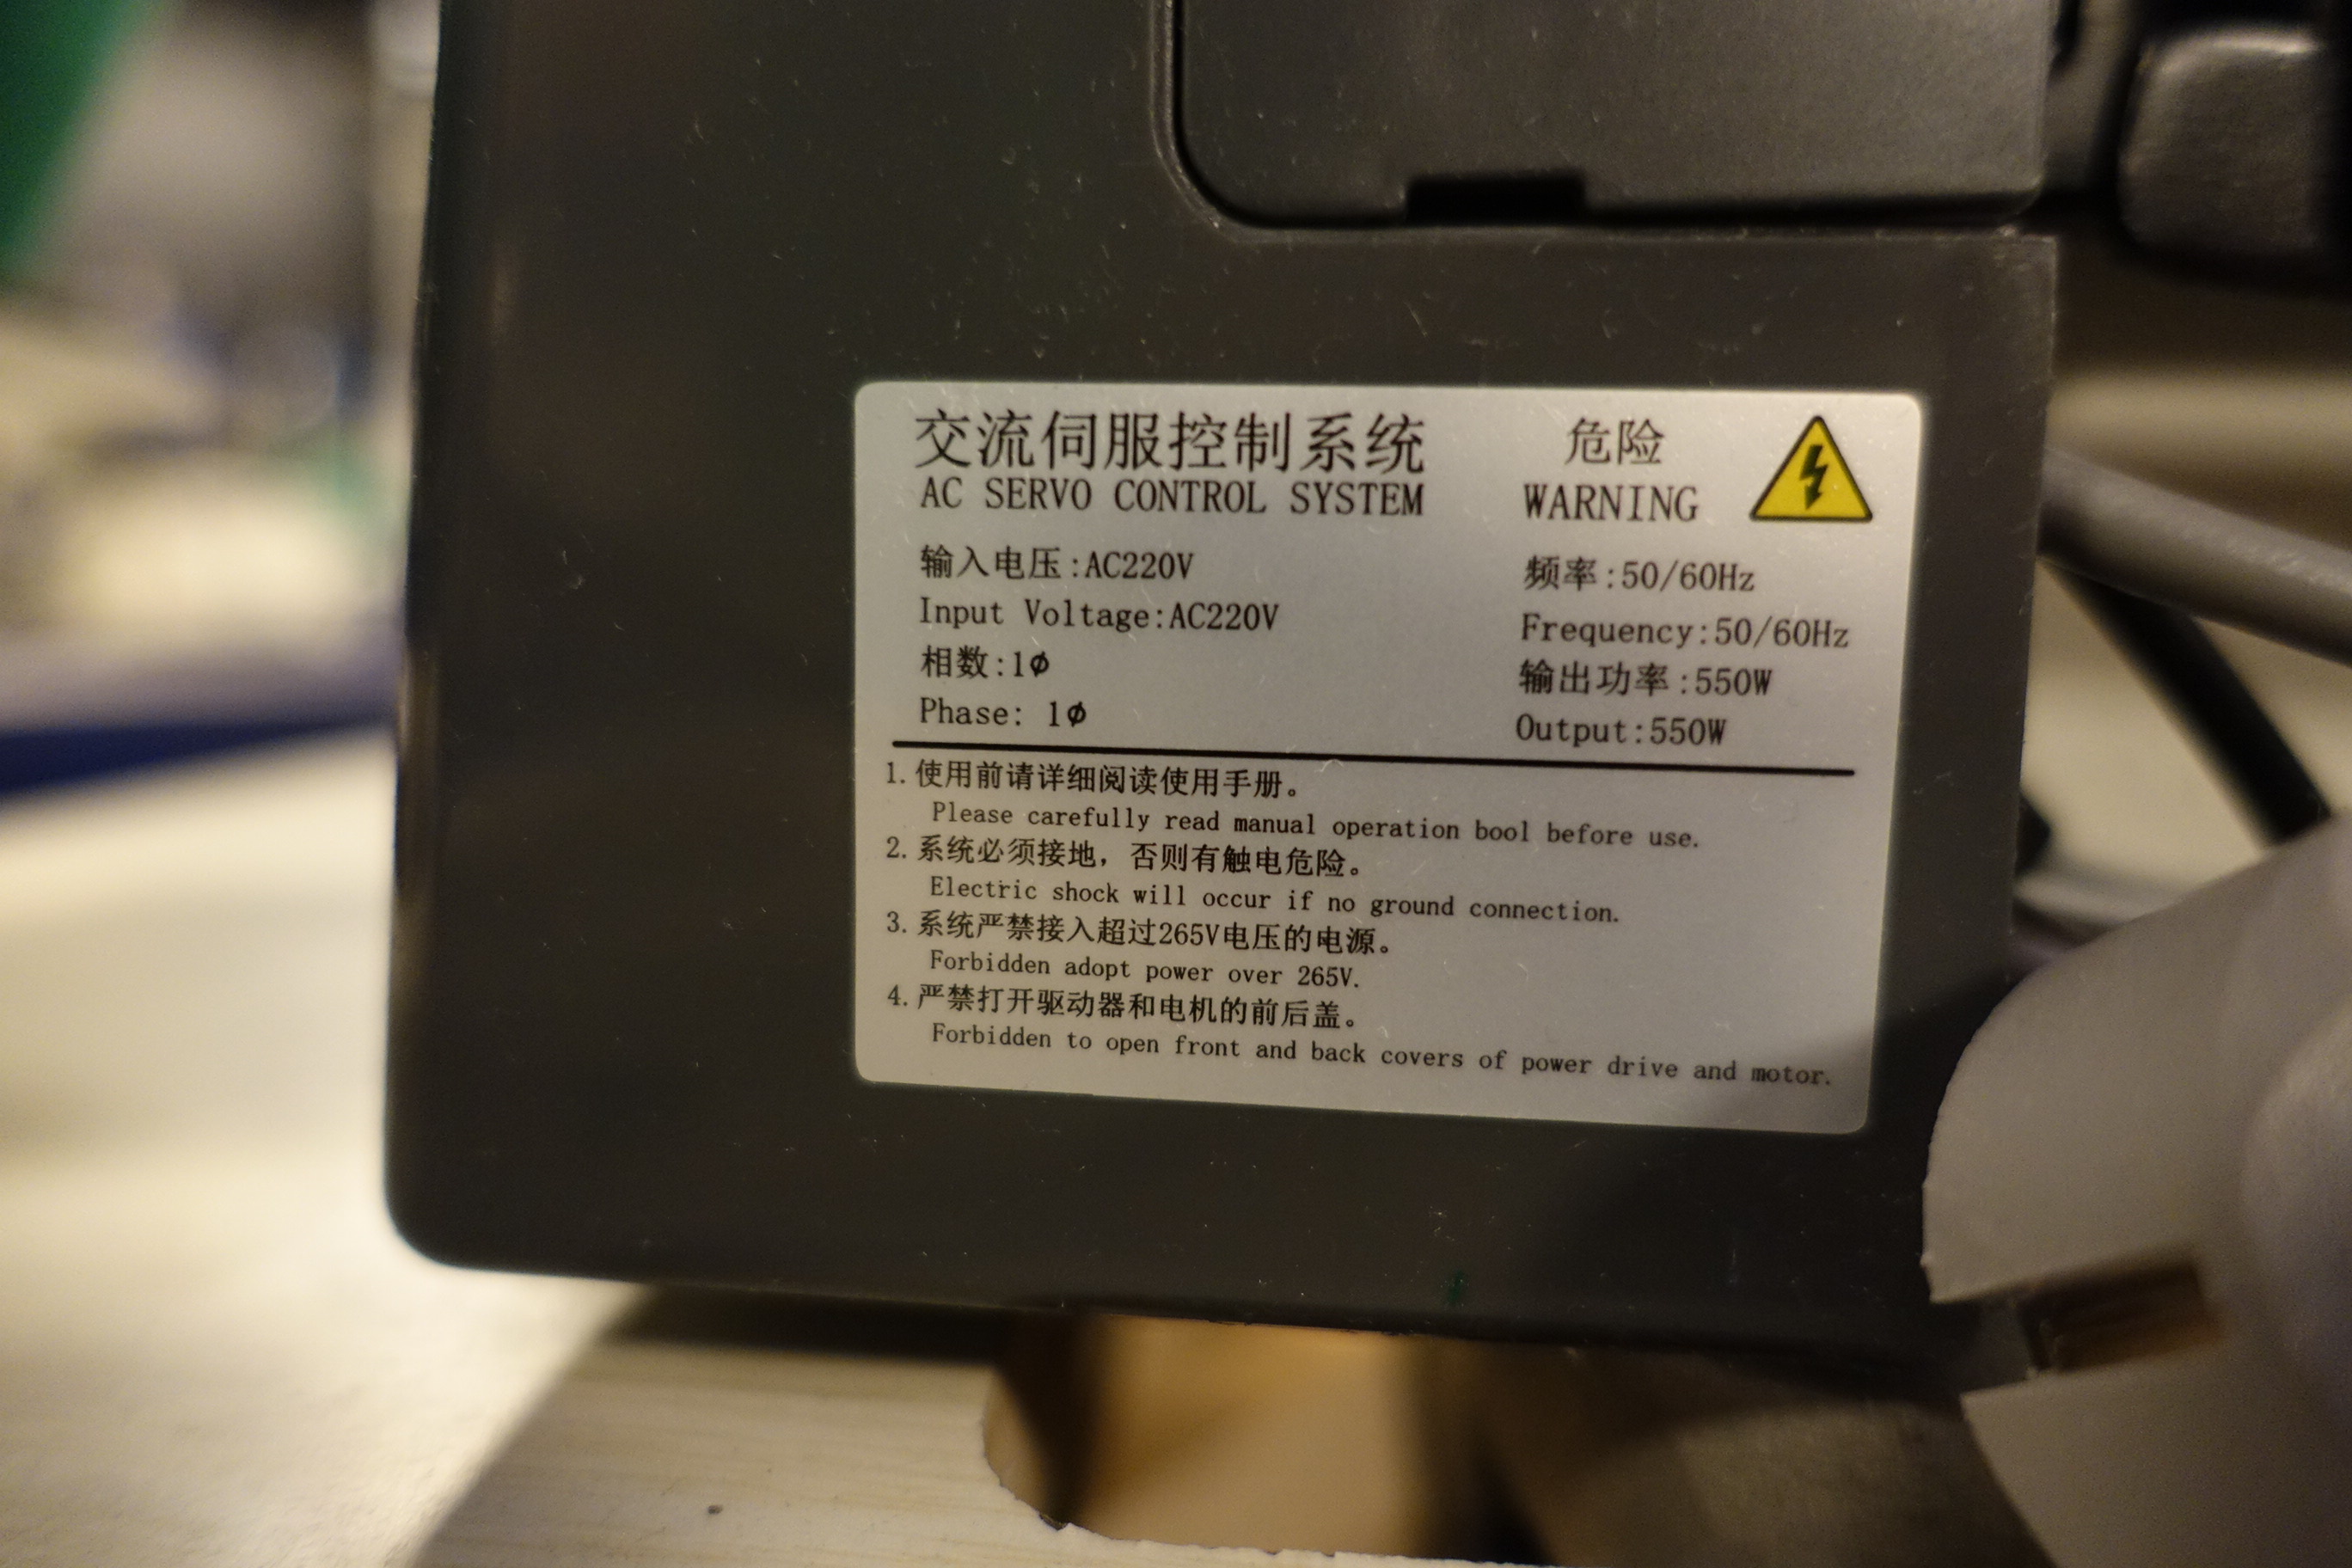 交流伺服控制系统
AC SERVO CONTROL SYSTEM
危险
WARNING
输入电压:AC220V
Input Voltage:AC220V
相数:1ø
Phase: 1ø
频率:50/60Hz
Frequency:50/60Hz
输出功率:550W
Output:550W
1.使用前请详细阅读使用手册。
Please carefully read manual operation bool before use.
2.系统必须接地，否则有触电危险。
Electric shock will occur if no ground connection.
3.系统严禁接入超过265V电压的电源。
Forbidden adopt power over 265V.
4.严禁打开驱动器和电机的前后盖。
Forbidden to open front and back covers of power drive and motor.